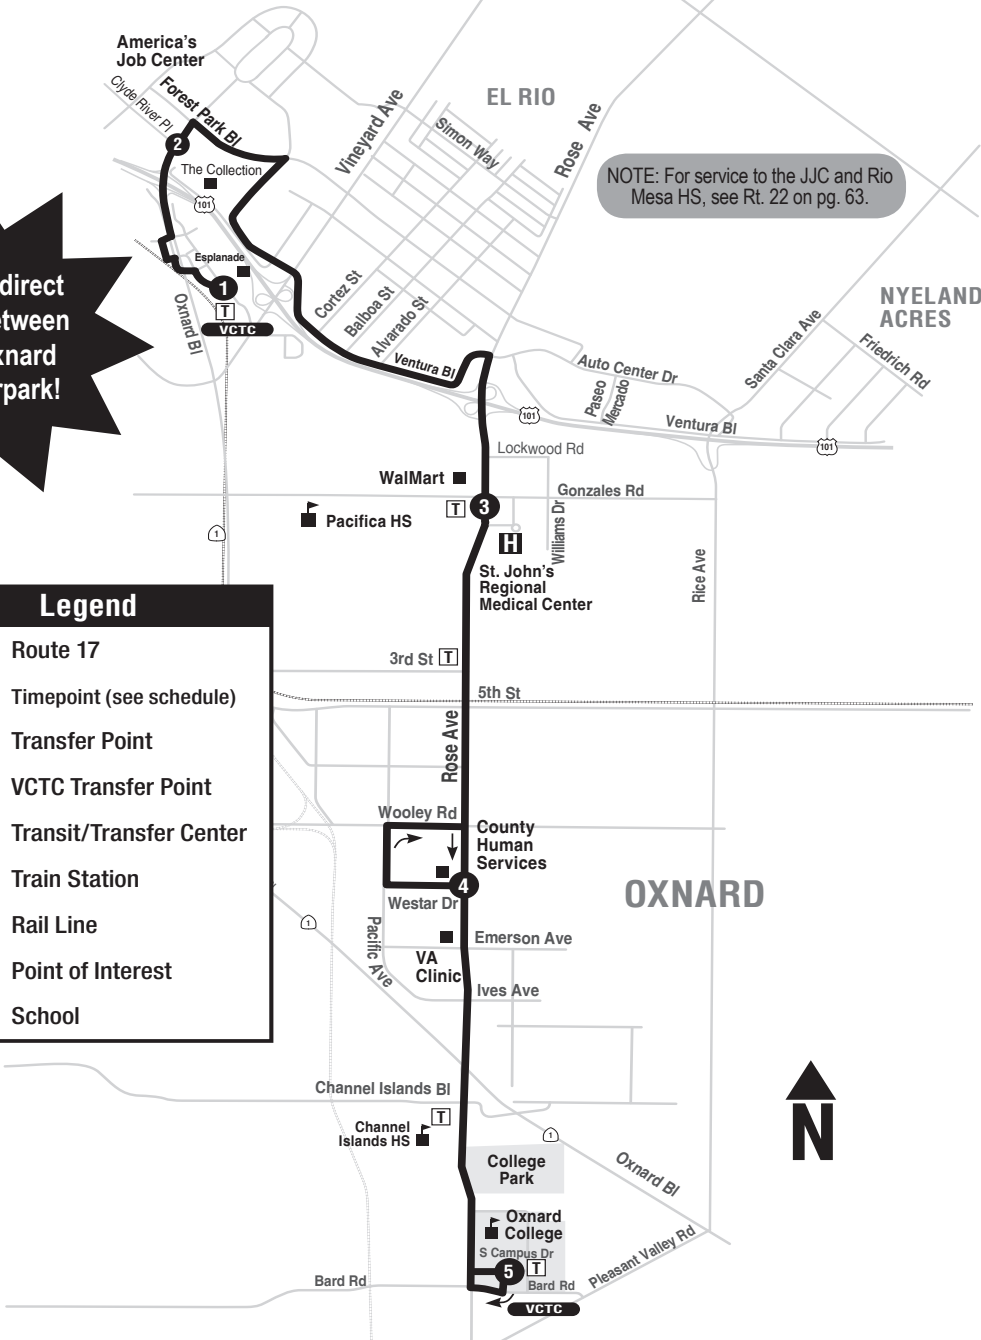 America's
Job Center
Clyde River Pl
Forest Park Bl
2
The Collection
101
Esplanade
1
T
VCTC
Oxnard Bl
Vineyard Ave
EL RIO
Simon Way
Rose Ave
NOTE: For service to the JJC and Rio
Mesa HS, see Rt. 22 on pg. 63.
direct
xnard
rpark!
Cortez St
Balboa St
Alvarado St
Ventura Bl
NYELAND
ACRES
Santa Clara Ave
Friedrich Rd
Auto Center Dr
Paseo
Mercado
101
Ventura Bl
101
Lockwood Rd
WalMart
Gonzales Rd
T
3
Pacifica HS
Williams Dr
H
1
St. John's
Regional
Medical Center
Rice Ave
Legend
Route 17
Timepoint (see schedule)
Transfer Point
VCTC Transfer Point
Transit/Transfer Center
Train Station
Rail Line
Point of Interest
School
3rd St
T
5th St
Rose Ave
Wooley Rd
County
Human
Services
4
Westar Dr
OXNARD
1
Pacific Ave
Emerson Ave
VA
Clinic
Ives Ave
Channel Islands Bl
T
Channel
Islands HS
1
N
College
Park
Oxnard Bl
Oxnard
College
S Campus Dr
5
T
Bard Rd
Bard Rd
Pleasant Valley Rd
VCTC